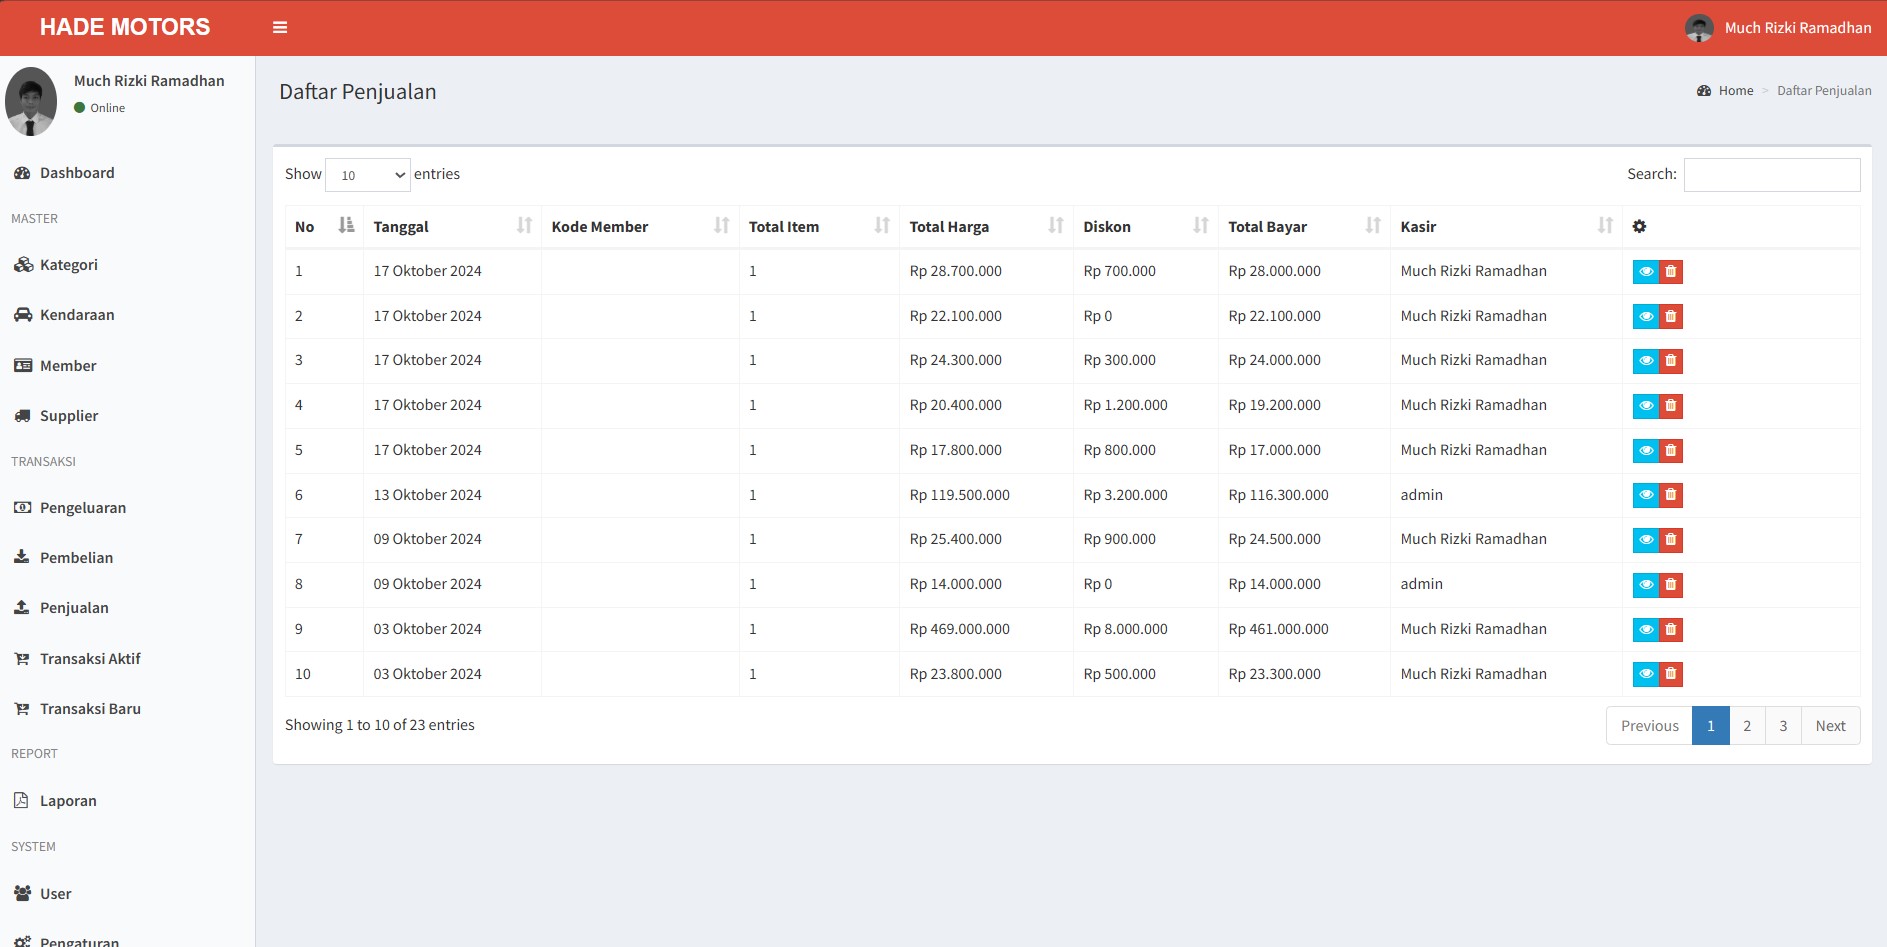 HADE MOTORS
Much Rizki Ramadhan
Much Rizki Ramadhan
Online
Dashboard
MASTER
Kategori
Kendaraan
Member
Supplier
TRANSAKSI
Pengeluaran
Pembelian
Penjualan
Transaksi Aktif
Transaksi Baru
REPORT
Laporan
SYSTEM
User
Pengaturan
Daftar Penjualan
Home > Daftar Penjualan
Show 10 entries
Search:
No Tanggal Kode Member Total Item Total Harga Diskon Total Bayar Kasir
1 17 Oktober 2024 1 Rp 28.700.000 Rp 700.000 Rp 28.000.000 Much Rizki Ramadhan
2 17 Oktober 2024 1 Rp 22.100.000 Rp 0 Rp 22.100.000 Much Rizki Ramadhan
3 17 Oktober 2024 1 Rp 24.300.000 Rp 300.000 Rp 24.000.000 Much Rizki Ramadhan
4 17 Oktober 2024 1 Rp 20.400.000 Rp 1.200.000 Rp 19.200.000 Much Rizki Ramadhan
5 17 Oktober 2024 1 Rp 17.800.000 Rp 800.000 Rp 17.000.000 Much Rizki Ramadhan
6 13 Oktober 2024 1 Rp 119.500.000 Rp 3.200.000 Rp 116.300.000 admin
7 09 Oktober 2024 1 Rp 25.400.000 Rp 900.000 Rp 24.500.000 Much Rizki Ramadhan
8 09 Oktober 2024 1 Rp 14.000.000 Rp 0 Rp 14.000.000 admin
9 03 Oktober 2024 1 Rp 469.000.000 Rp 8.000.000 Rp 461.000.000 Much Rizki Ramadhan
10 03 Oktober 2024 1 Rp 23.800.000 Rp 500.000 Rp 23.300.000 Much Rizki Ramadhan
Showing 1 to 10 of 23 entries
Previous 1 2 3 Next